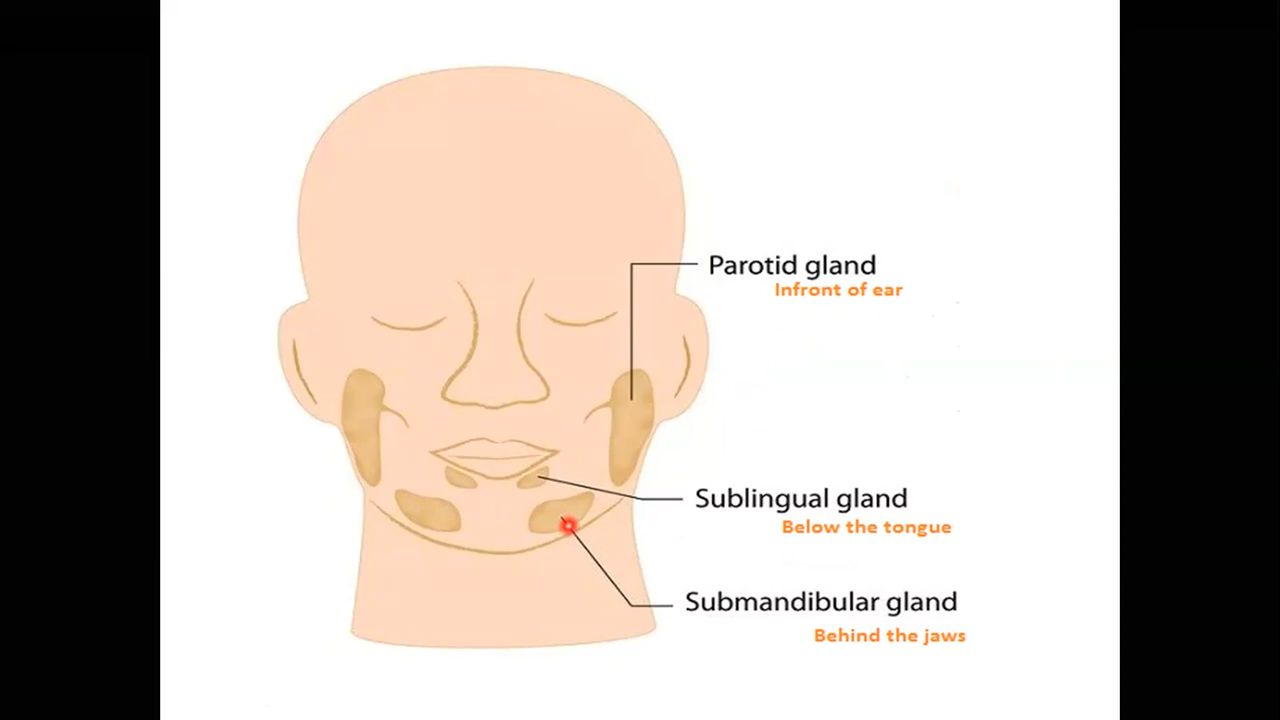 Parotid gland
Infront of ear
Sublingual gland
Below the tongue
Submandibular gland
Behind the jaws